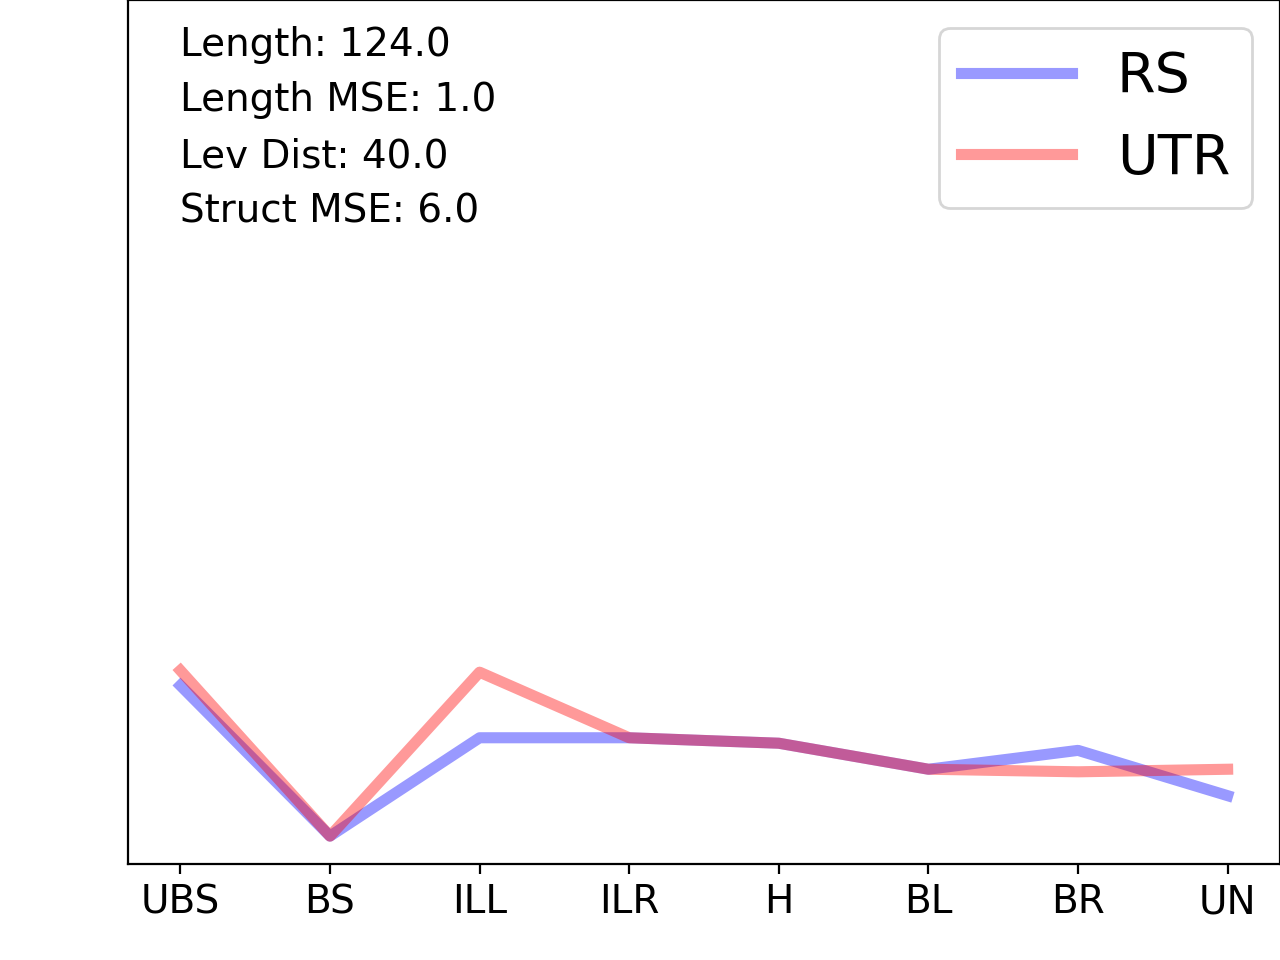 Length: 124.0
Length MSE: 1.0
Lev Dist: 40.0
Struct MSE: 6.0
RS
UTR
UBS BS ILL ILR H BL BR UN